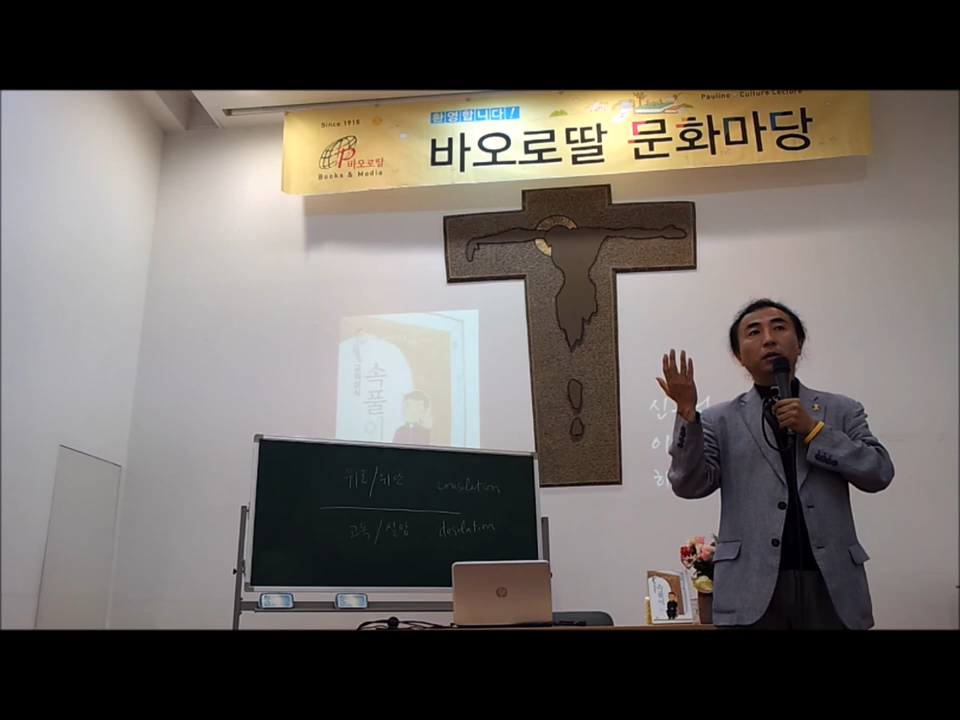 Since 1915
환영합니다!
Pauline Culture Lecture
바오로딸 문화마당
바오로딸
Books & Media
속풀이
위로/위안 consolation
고독/실망 desolation
hp